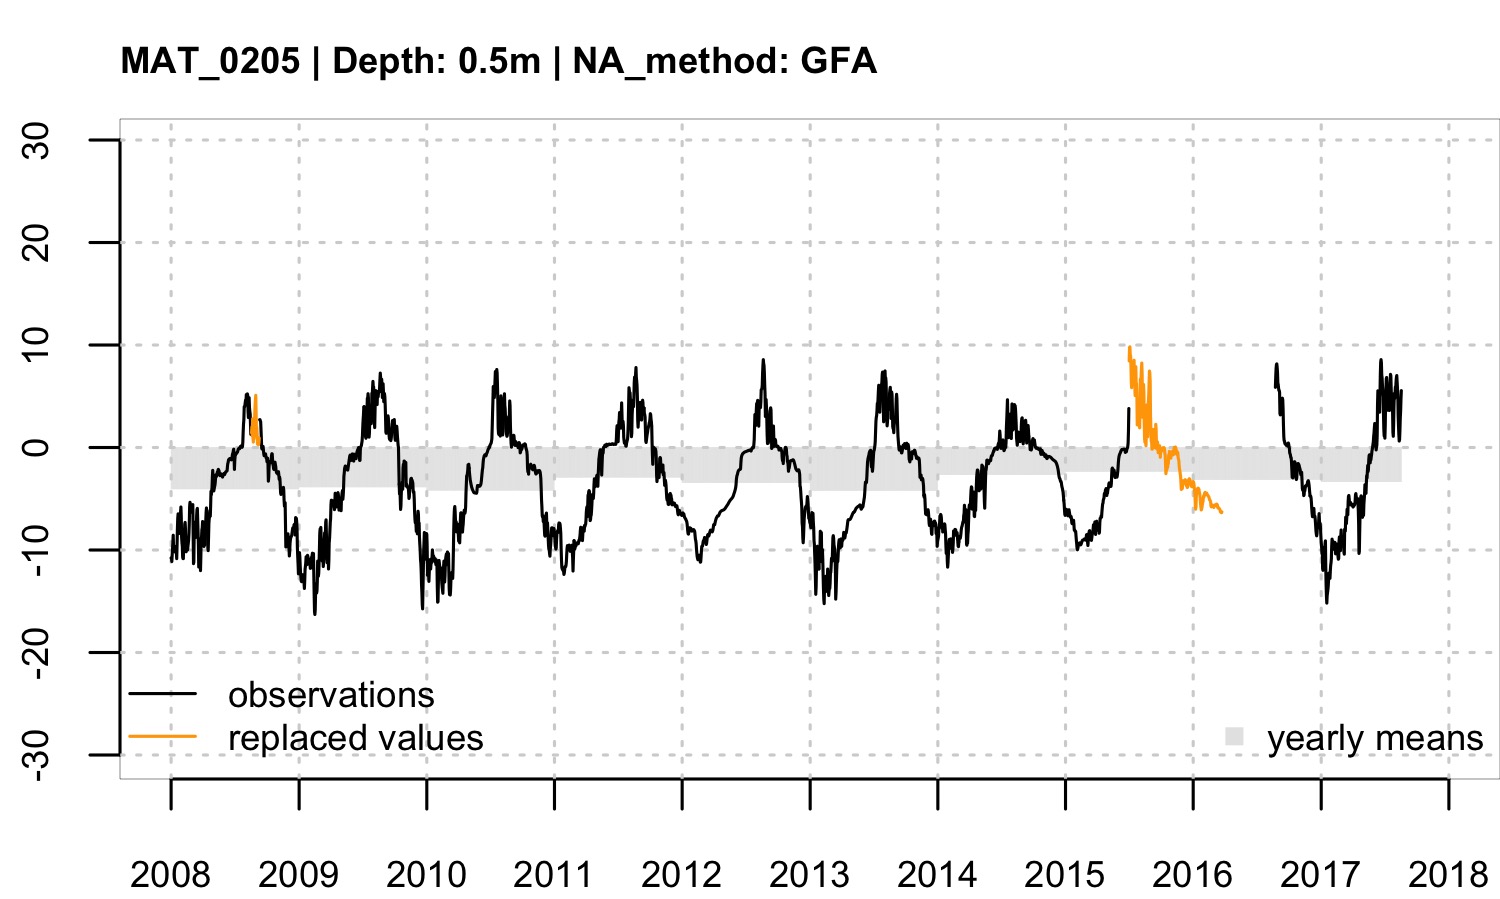 MAT_0205 | Depth: 0.5m | NA_method: GFA
30
20
10
0
-10
-20
-30
observations
replaced values
yearly means
2008 2009 2010 2011 2012 2013 2014 2015 2016 2017 2018